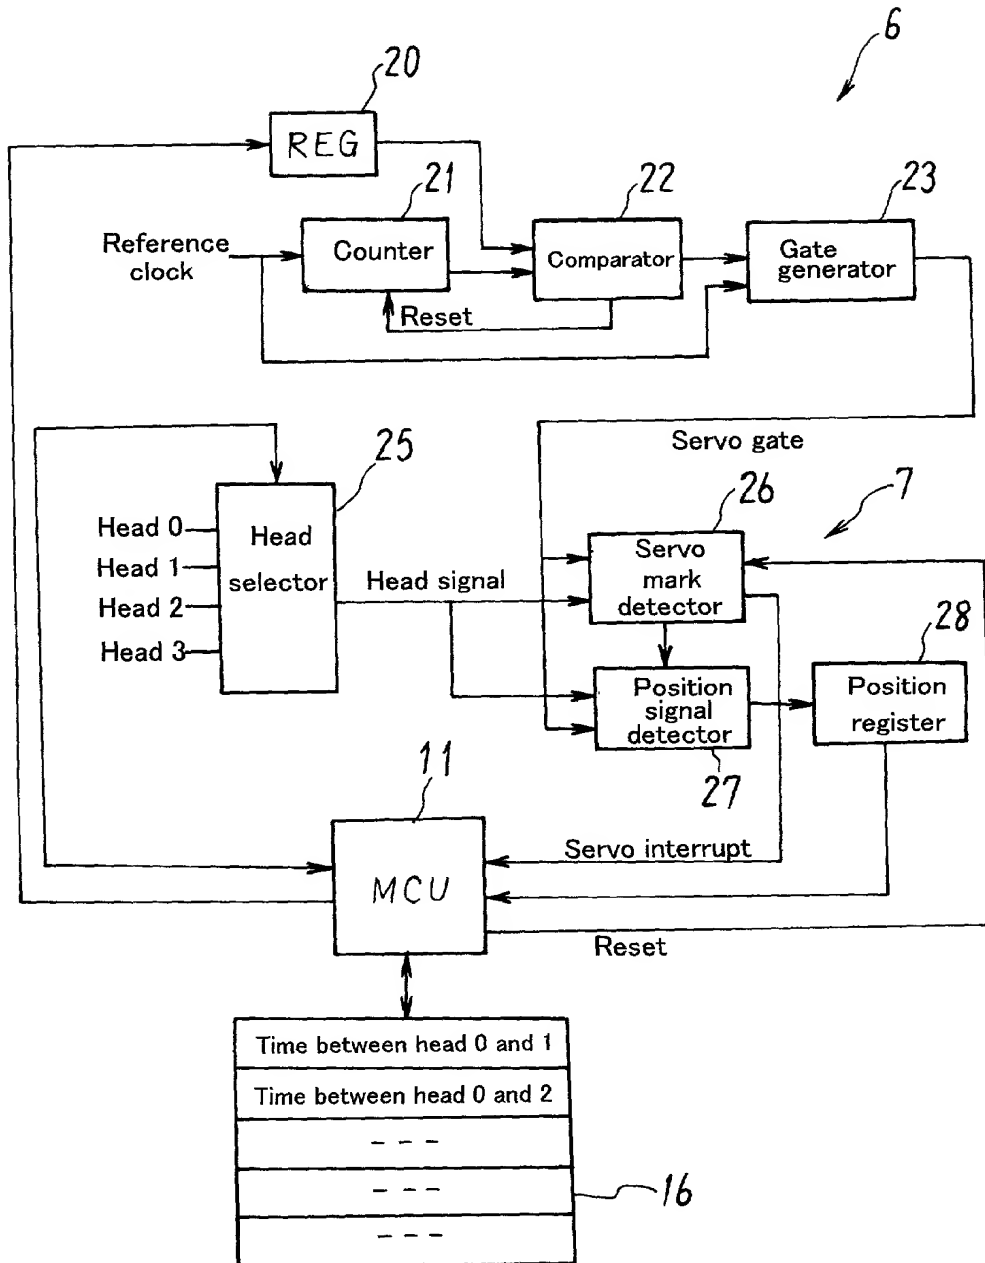 6
20
REG
21
22
23
Reference
clock
Counter
Comparator
Gate
generator
Reset
Servo gate
25
26
7
Head 0
Head 1
Head 2
Head 3
Head
selector
Head signal
Servo
mark
detector
28
Position
signal
detector
Position
register
27
11
MCU
Servo interrupt
Reset
Time between head 0 and 1
Time between head 0 and 2
---
---
---
16